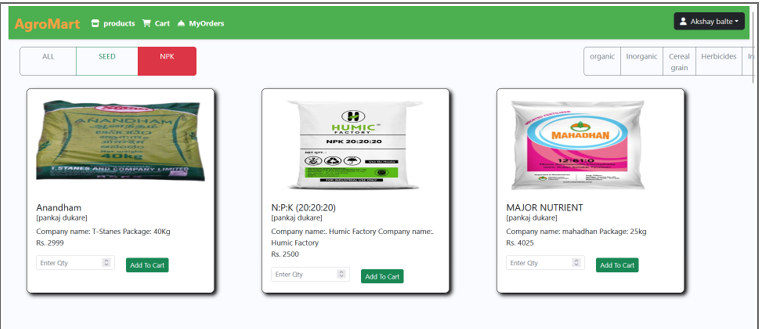 AgroMart products Cart MyOrders Akshay balte
ALL SEED NPK organic Inorganic Cereal grain Herbicides In
ANANDHAM
40kg
T.STANES AND COMPANY LIMITED
HUMIC
FACTORY
NPK 20:20:20
MAHADHAN
12:61:0
Anandham
[pankaj dukare]
Company name: T-Stanes Package: 40Kg
Rs. 2999
Enter Qty Add To Cart
N:P:K (20:20:20)
[pankaj dukare]
Company name:. Humic Factory Company name:.
Humic Factory
Rs. 2500
Enter Qty Add To Cart
MAJOR NUTRIENT
[pankaj dukare]
Company name: mahadhan Package: 25kg
Rs. 4025
Enter Qty Add To Cart